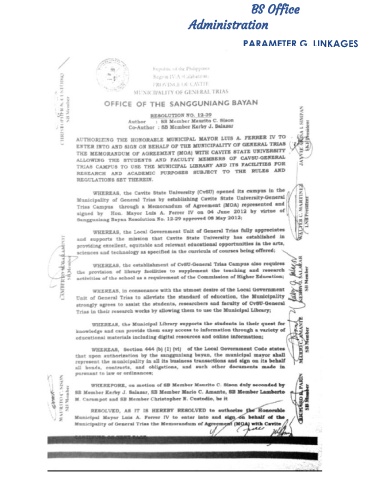 BS Office
Administration
PARAMETER G. LINKAGES
Republic of the Philippines
PROVINCE OF CAVITE
MUNICIPALITY OF GENERAL TRIAS
OFFICE OF THE SANGGUNIANG BAYAN
RESOLUTION NO. 12-39
Author : SB Member Mauritz C. Sison
Co-Author : SB Member Karby J. Salazar
AUTHORIZING THE HONORABLE MUNICIPAL MAYOR LUIS A. FERRER IV TO
ENTER INTO AND SIGN ON BEHALF OF THE MUNICIPALITY OF GENERAL TRIAS
THE MEMORANDUM OF AGREEMENT (MOA) WITH CAVITE STATE UNIVERSITY
ALLOWING THE STUDENTS AND FACULTY MEMBERS OF CAVSU-GENERAL
TRIAS CAMPUS TO USE THE MUNICIPAL LIBRARY AND ITS FACILITIES FOR
RESEARCH AND ACADEMIC PURPOSES SUBJECT TO THE RULES AND
REGULATIONS SET THEREIN.
WHEREAS, the Cavite State University (CvSU) opened its campus in the
Municipality of General Trias by establishing Cavite State University-General
Trias Campus through a Memorandum of Agreement (MOA) represented and
signed by Hon. Mayor Luis A. Ferrer IV on 04 June 2012 by virtue of
Sangguniang Bayan Resolution No. 12-29 approved 08 May 2012;
WHEREAS, the Local Government Unit of General Trias fully appreciates
and supports the mission that Cavite State University has established in
providing excellent, equitable and relevant educational opportunities in the arts,
sciences and technology as specified in the curricula of courses being offered;
WHEREAS, the establishment of CvSU-General Trias Campus also requires
the provision of library facilities to supplement the teaching and research
activities of the school as a requirement of the Commission of Higher Education;
WHEREAS, in consonance with the utmost desire of the Local Government
Unit of General Trias to alleviate the standard of education, the Municipality
strongly agrees to assist the students, researchers and faculty of CvSU-General
Trias in their research works by allowing them to use the Municipal Library;
WHEREAS, the Municipal Library supports the students in their quest for
knowledge and can provide them easy access to information through a variety of
educational materials including digital resources and online information;
WHEREAS, Section 444 (b) (1) of the Local Government Code states
that upon authorization by the sangguniang bayan, the municipal mayor shall
represent the municipality in all its business transactions and sign on its behalf
all bonds, contracts, and obligations, and such other documents made in
pursuant to law or ordinances;
WHEREFORE, on motion of SB Member Mauritz C. Sison duly seconded by
SB Member Karby J. Salazar, SB Member Mario C. Amante, SB Member Lamberto
M. Carampot and SB Member Christopher N. Custodio, be it
RESOLVED, AS IT IS HEREBY RESOLVED to authorize the Honorable
Municipal Mayor Luis A. Ferrer IV to enter into and sign on behalf of the
Municipality of General Trias the Memorandum of Agreement (MOA) with Cavite